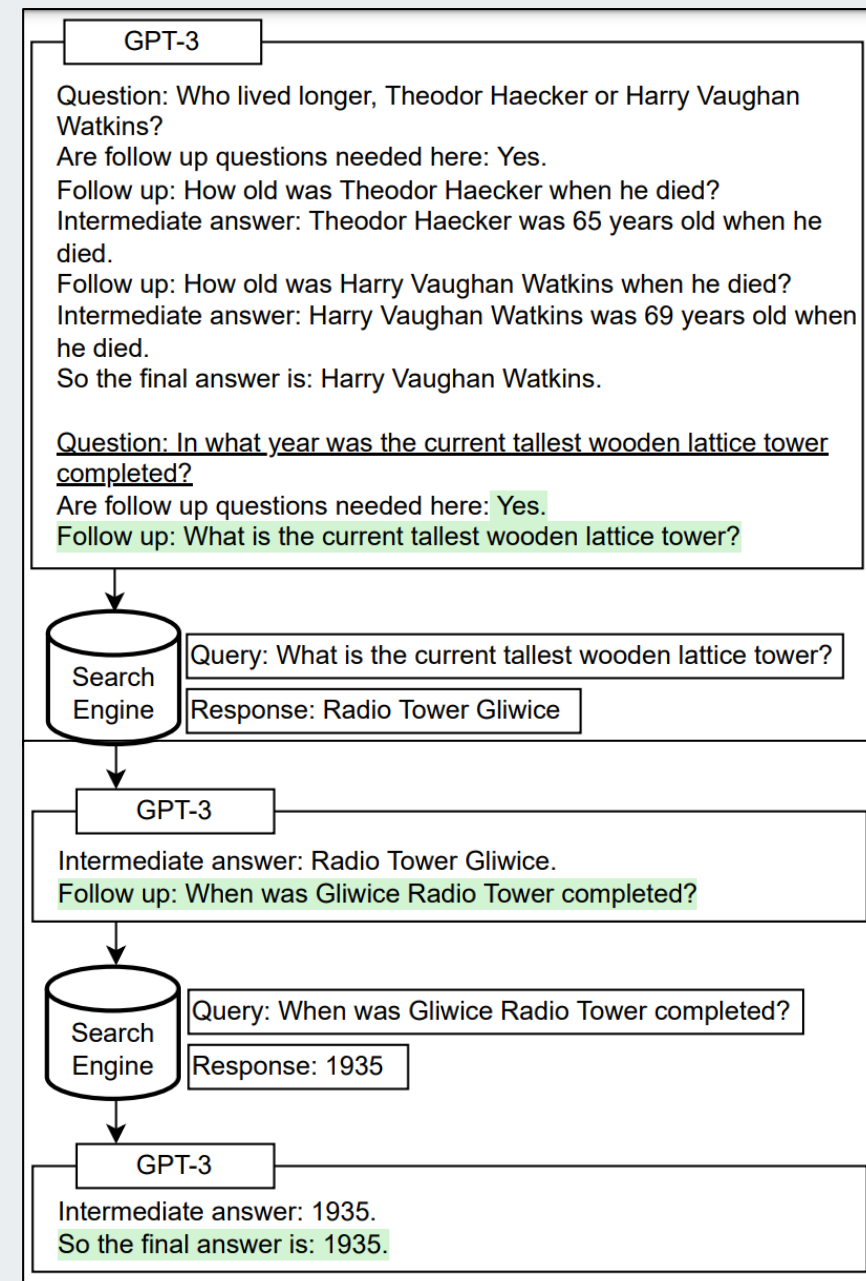 GPT-3
Question: Who lived longer, Theodor Haecker or Harry Vaughan
Watkins?
Are follow up questions needed here: Yes.
Follow up: How old was Theodor Haecker when he died?
Intermediate answer: Theodor Haecker was 65 years old when he
died.
Follow up: How old was Harry Vaughan Watkins when he died?
Intermediate answer: Harry Vaughan Watkins was 69 years old when
he died.
So the final answer is: Harry Vaughan Watkins.
Question: In what year was the current tallest wooden lattice tower
completed?
Are follow up questions needed here: Yes.
Follow up: What is the current tallest wooden lattice tower?
Search
Engine
Query: What is the current tallest wooden lattice tower?
Response: Radio Tower Gliwice
GPT-3
Intermediate answer: Radio Tower Gliwice.
Follow up: When was Gliwice Radio Tower completed?
Search
Engine
Query: When was Gliwice Radio Tower completed?
Response: 1935
GPT-3
Intermediate answer: 1935.
So the final answer is: 1935.